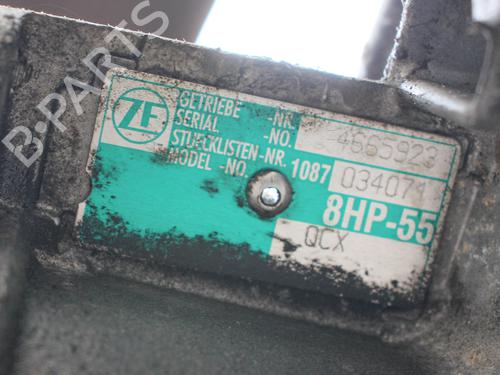 ZF
GETRIEBE -NR.
SERIAL -NO. 4665923
STUECKLISTEN-NR. 1087 034074
MODEL -NO.
8HP-55
QCX
B-PARTS